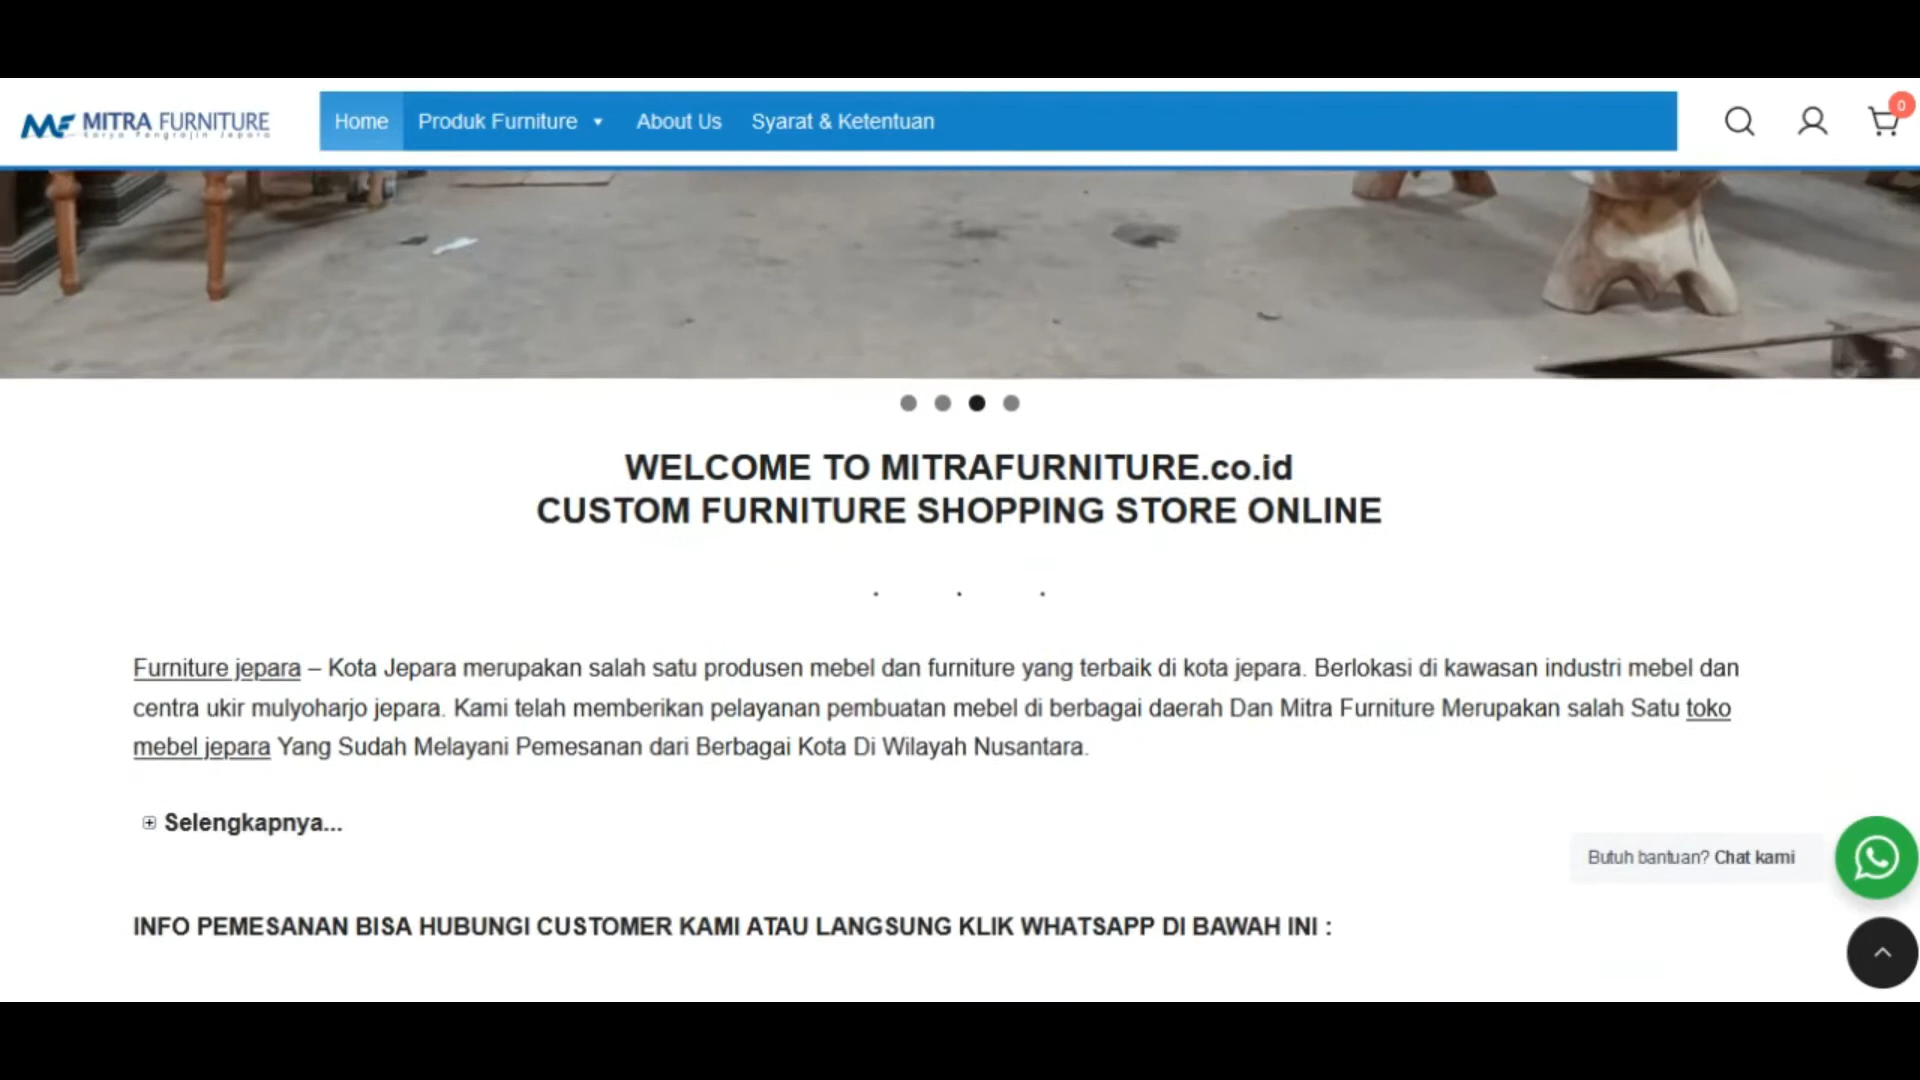 MF MITRA FURNITURE
Karya Pengrajin Jepara
Home
Produk Furniture
About Us
Syarat & Ketentuan
0
WELCOME TO MITRAFURNITURE.co.id
CUSTOM FURNITURE SHOPPING STORE ONLINE
. . .
Furniture jepara – Kota Jepara merupakan salah satu produsen mebel dan furniture yang terbaik di kota jepara. Berlokasi di kawasan industri mebel dan
centra ukir mulyoharjo jepara. Kami telah memberikan pelayanan pembuatan mebel di berbagai daerah Dan Mitra Furniture Merupakan salah Satu toko
mebel jepara Yang Sudah Melayani Pemesanan dari Berbagai Kota Di Wilayah Nusantara.
Selengkapnya...
Butuh bantuan? Chat kami
INFO PEMESANAN BISA HUBUNGI CUSTOMER KAMI ATAU LANGSUNG KLIK WHATSAPP DI BAWAH INI :